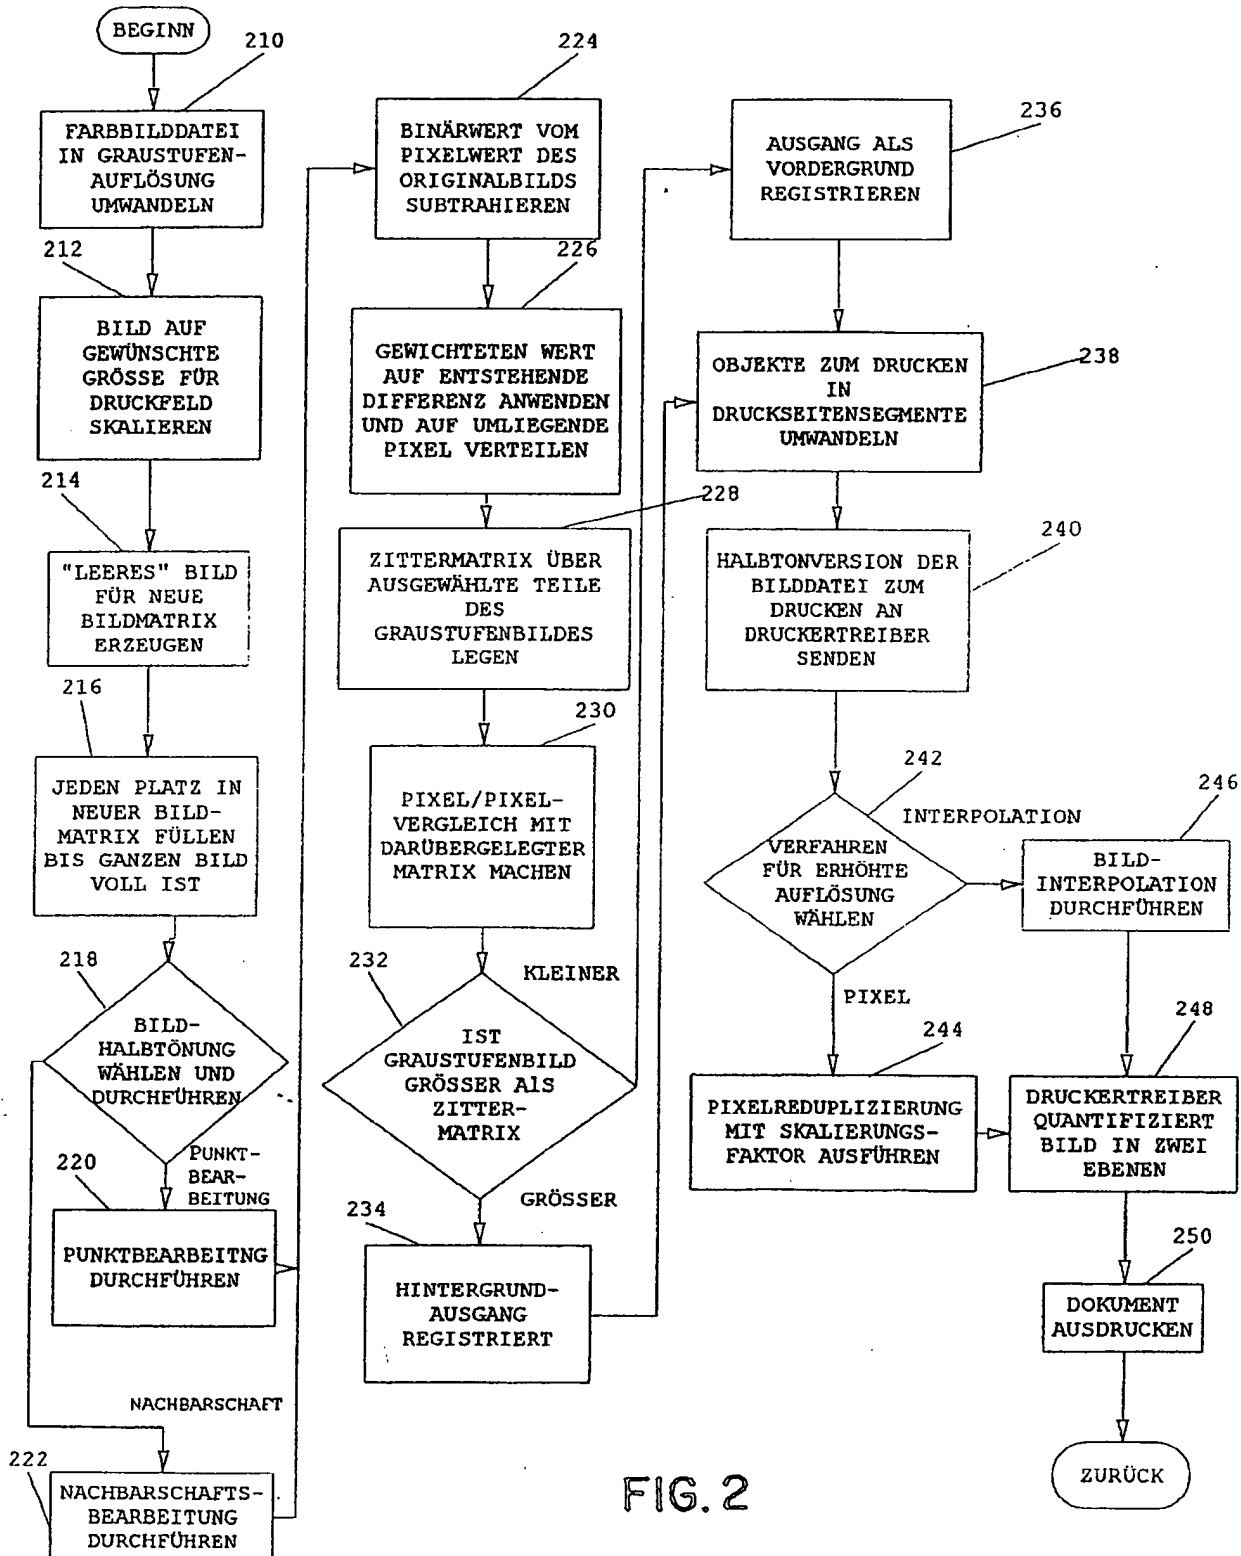 BEGINN
210
FARBBILDDATEI
IN GRAUSTUFEN-
AUFLÖSUNG
UMWANDELN
212
BILD AUF
GEWÜNSCHTE
GRÖSSE FÜR
DRUCKFELD
SKALIEREN
214
"LEERES" BILD
FÜR NEUE
BILDMATRIX
ERZEUGEN
216
JEDEN PLATZ IN
NEUER BILD-
MATRIX FÜLLEN
BIS GANZEN BILD
VOLL IST
218
BILD-
HALBTÖNUNG
WÄHLEN UND
DURCHFÜHREN
PUNKT-
BEAR-
BEITUNG
220
PUNKTBEARBEITNG
DURCHFÜHREN
NACHBARSCHAFT
222
NACHBARSCHAFTS-
BEARBEITUNG
DURCHFÜHREN
224
BINÄRWERT VOM
PIXELWERT DES
ORIGINALBILDS
SUBTRAHIEREN
226
GEWICHTETEN WERT
AUF ENTSTEHENDE
DIFFERENZ ANWENDEN
UND AUF UMLIEGENDE
PIXEL VERTEILEN
228
ZITTERMATRIX ÜBER
AUSGEWÄHLTE TEILE
DES
GRAUSTUFENBILDES
LEGEN
230
PIXEL/PIXEL-
VERGLEICH MIT
DARÜBERGELEGTER
MATRIX MACHEN
232
KLEINER
IST
GRAUSTUFENBILD
GRÖSSER AlS
ZITTER-
MATRIX
GRÖSSER
234
HINTERGRUND-
AUSGANG
REGISTRIERT
236
AUSGANG ALS
VORDERGRUND
REGISTRIEREN
238
OBJEKTE ZUM DRUCKEN
IN
DRUCKSEITENSEGMENTE
UMWANDELN
240
HALBTONVERSION DER
BILDDATEI ZUM
DRUCKEN AN
DRUCKERTREIBER
SENDEN
242
INTERPOLATION
VERFAHREN
FÜR ERHÖHTE
AUFLÖSUNG
WÄHLEN
PIXEL
244
PIXELREDUPLIZIERUNG
MIT SKALIERUNGS-
FAKTOR AUSFÜHREN
246
BILD-
INTERPOLATION
DURCHFÜHREN
248
DRUCKERTREIBER
QUANTIFIZIERT
BILD IN ZWEI
EBENEN
250
DOKUMENT
AUSDRUCKEN
ZURÜCK
FIG. 2